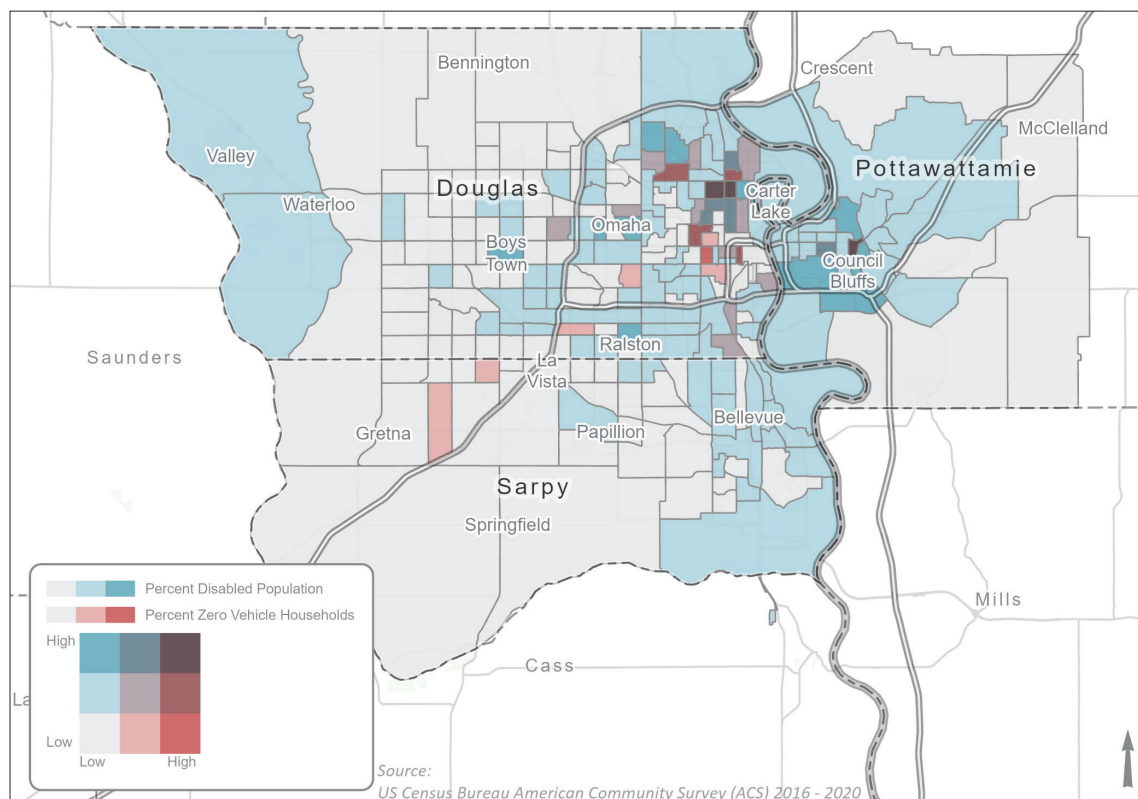 Bennington
Crescent
McClelland
Valley
Pottawattamie
Douglas
Carter
Lake
Waterloo
Omaha
Boys
Town
Council
Bluffs
Saunders
Ralston
La
Vista
Bellevue
Gretna
Papillion
Sarpy
Springfield
Percent Disabled Population
Percent Zero Vehicle Households
High
Mills
Cass
La
Low
Low
High
Source:
US Census Bureau American Community Survey (ACS) 2016 - 2020